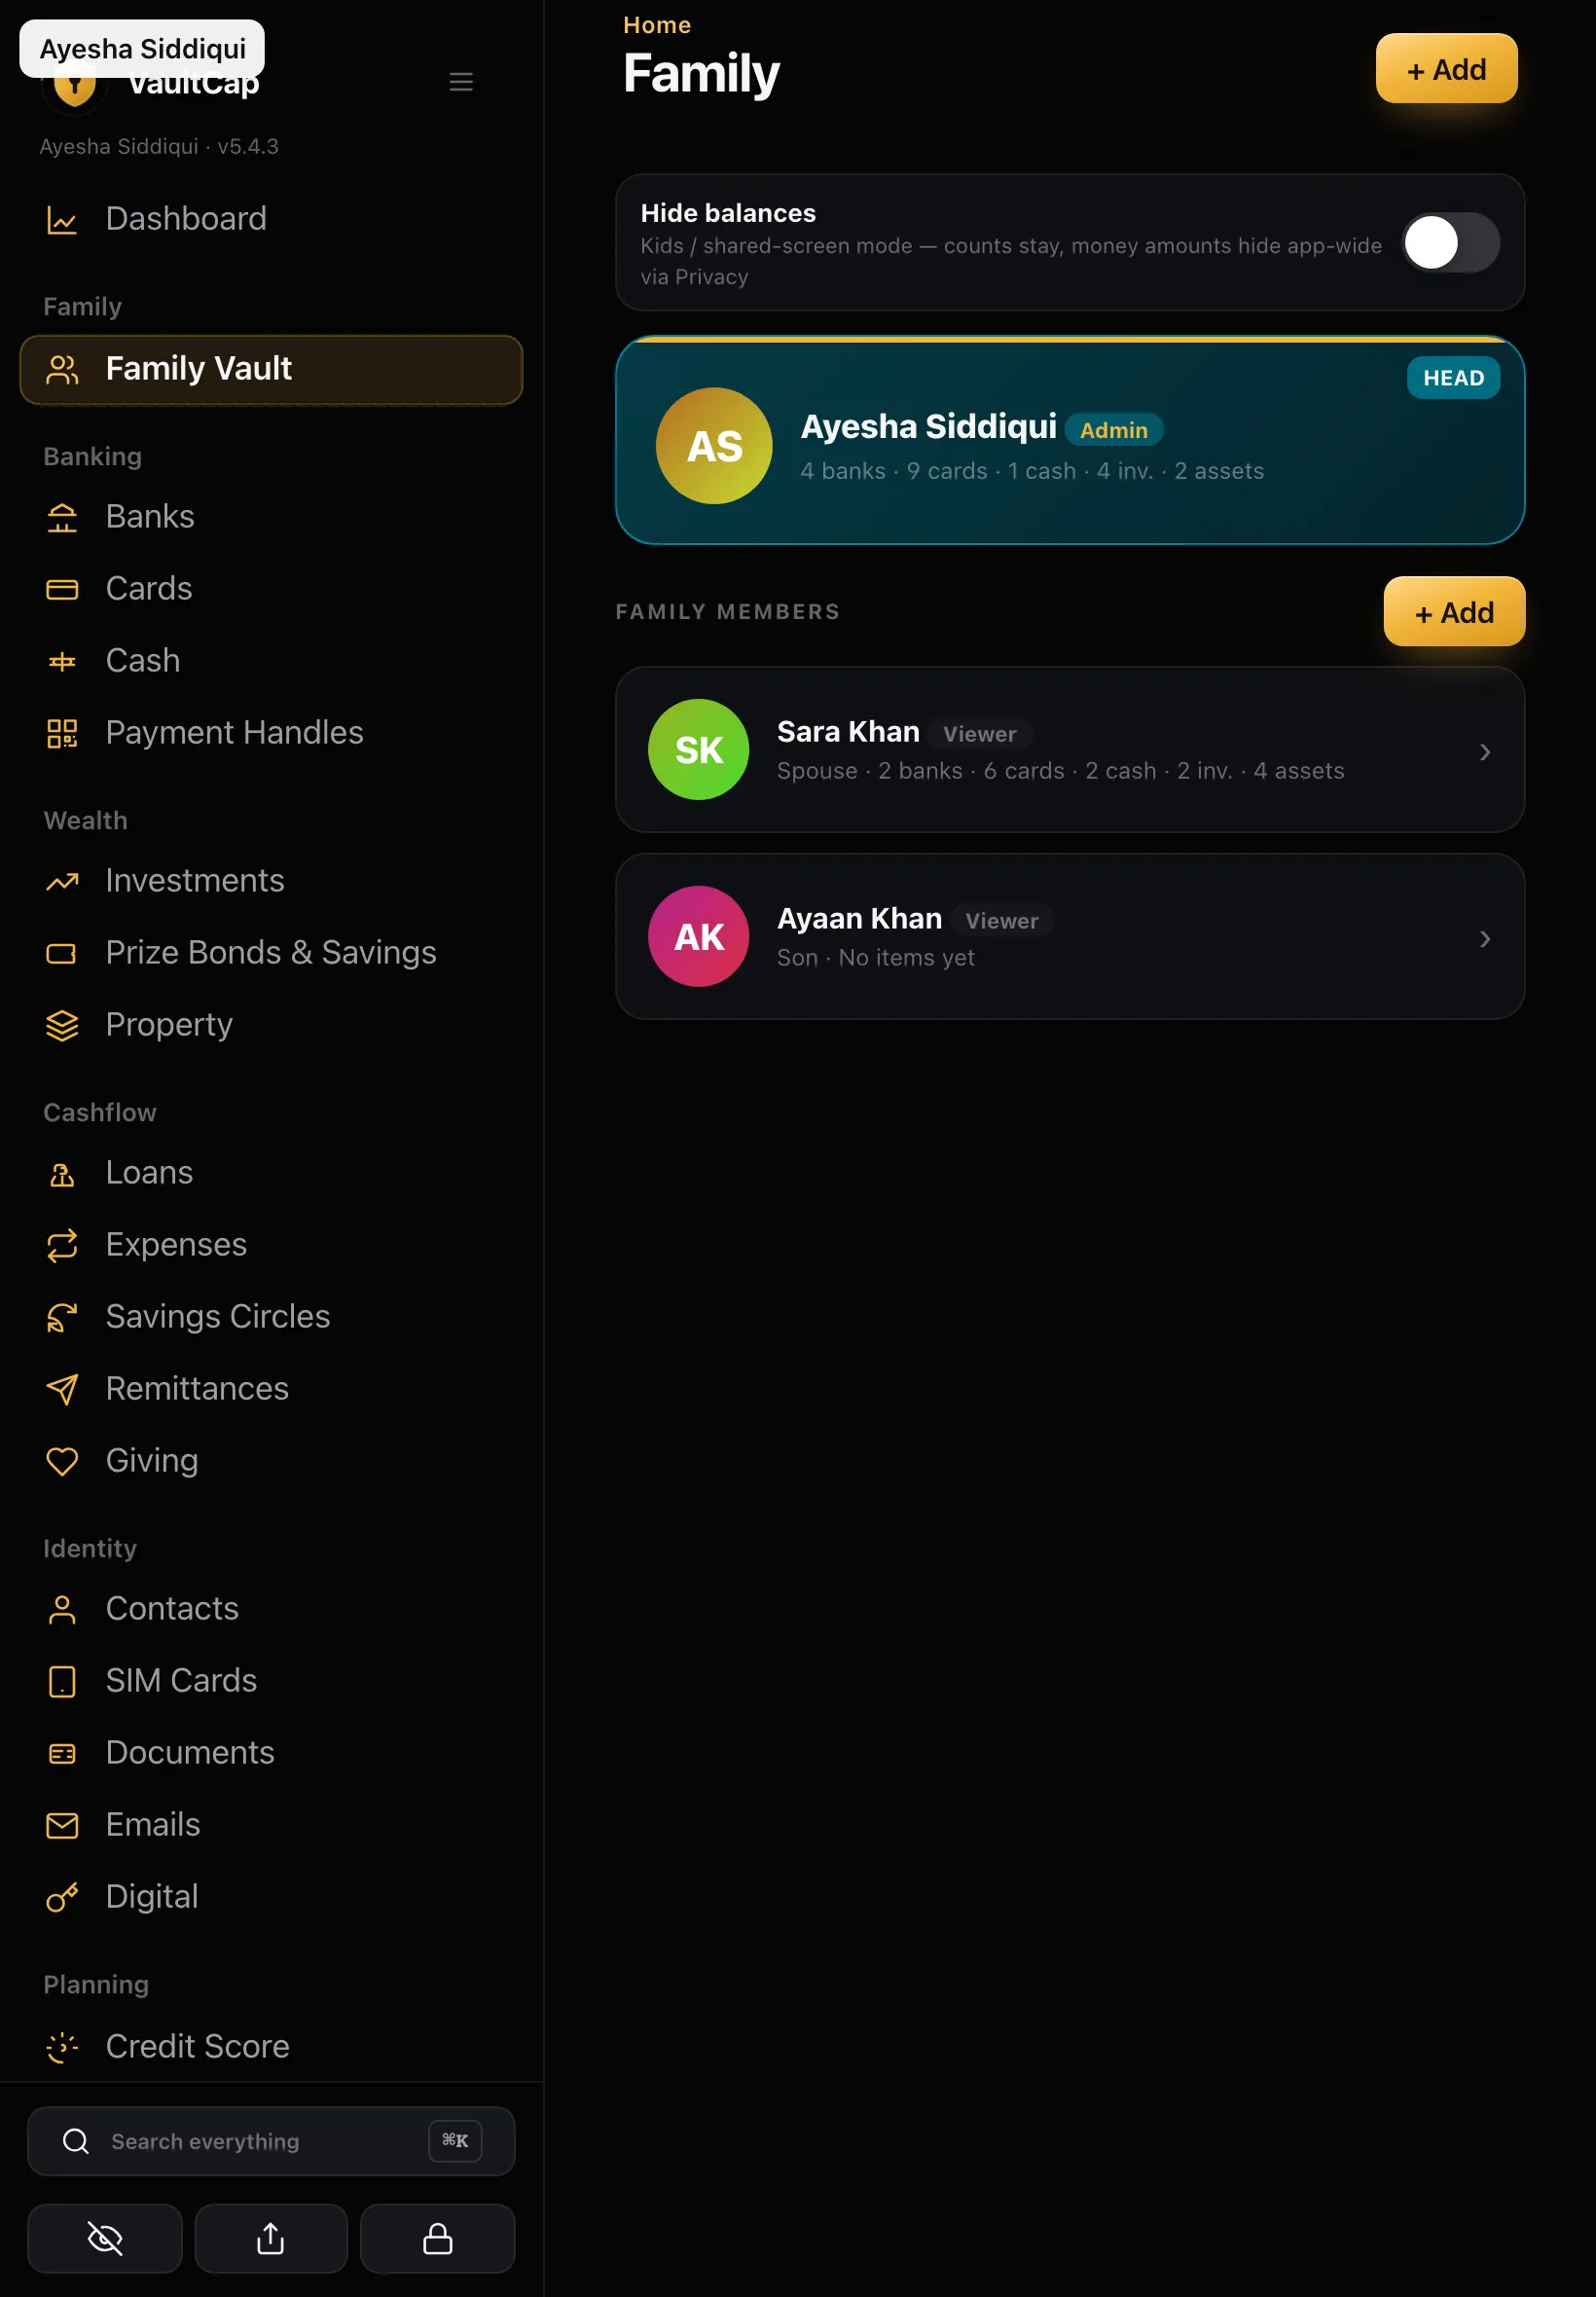 Ayesha Siddiqui
VaultCap
Ayesha Siddiqui · v5.4.3
Dashboard
Family
Family Vault
Banking
Banks
Cards
Cash
Payment Handles
Wealth
Investments
Prize Bonds & Savings
Property
Cashflow
Loans
Expenses
Savings Circles
Remittances
Giving
Identity
Contacts
SIM Cards
Documents
Emails
Digital
Planning
Credit Score
Search everything ⌘K
Home
Family
+ Add
Hide balances
Kids / shared-screen mode — counts stay, money amounts hide app-wide
via Privacy
HEAD
AS
Ayesha Siddiqui Admin
4 banks · 9 cards · 1 cash · 4 inv. · 2 assets
FAMILY MEMBERS
+ Add
SK
Sara Khan Viewer
Spouse · 2 banks · 6 cards · 2 cash · 2 inv. · 4 assets
›
AK
Ayaan Khan Viewer
Son · No items yet
›